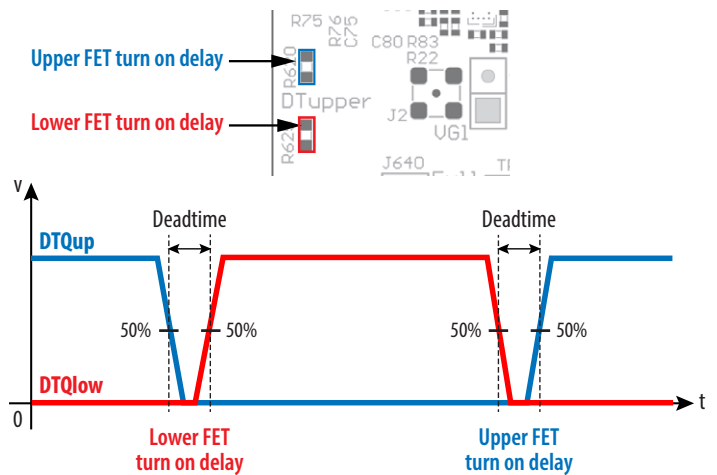 R75
R76
C75
C80 R83
R22
Upper FET turn on delay
DTupper
Lower FET turn on delay
J2
VG1
R62
J640
v
Deadtime
Deadtime
DTQup
50%
50%
50%
50%
DTQlow
0
t
Lower FET
turn on delay
Upper FET
turn on delay